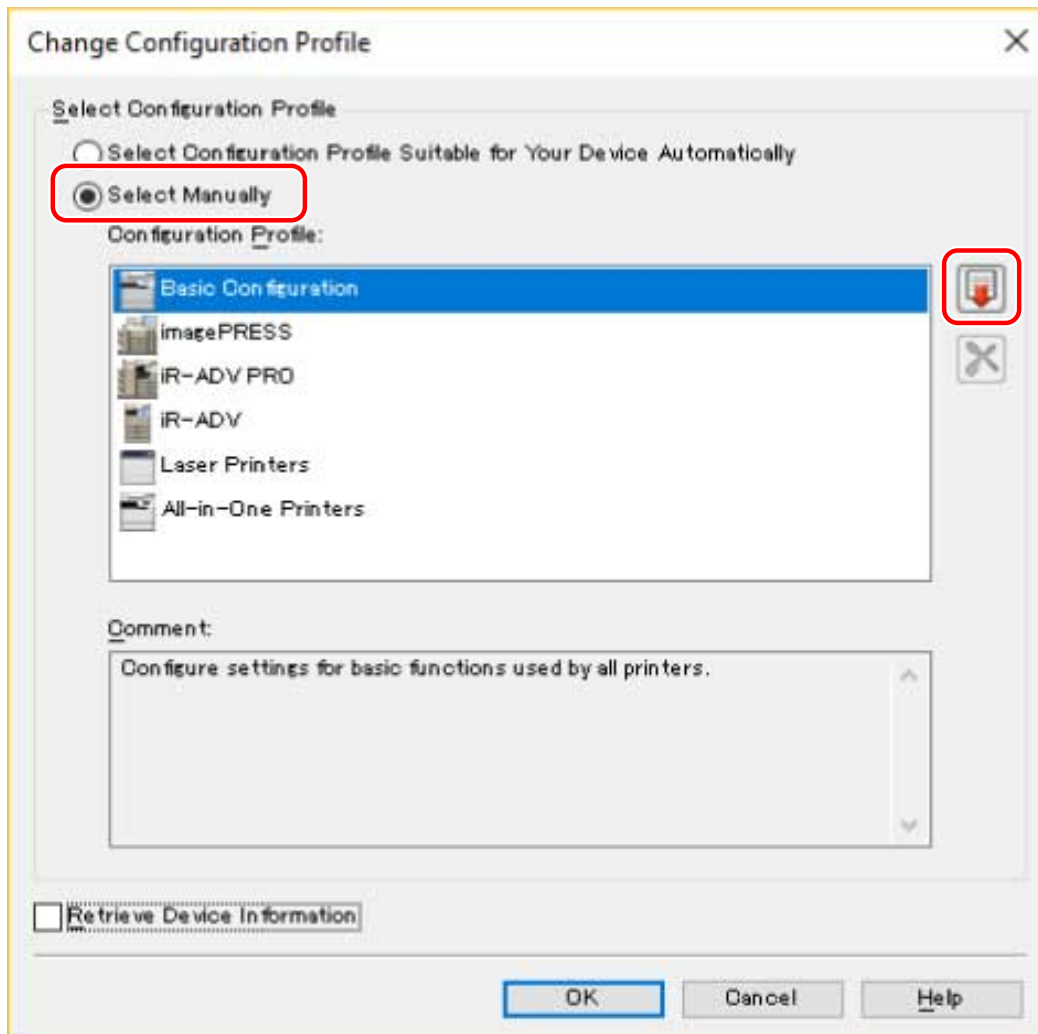 Change Configuration Profile
Select Configuration Profile
Select Configuration Profile Suitable for Your Device Automatically
Select Manually
Configuration Profile:
Basic Configuration
imagePRESS
iR-ADV PRO
iR-ADV
Laser Printers
All-in-One Printers
Comment:
Configure settings for basic functions used by all printers.
Retrieve Device Information
OK Cancel Help